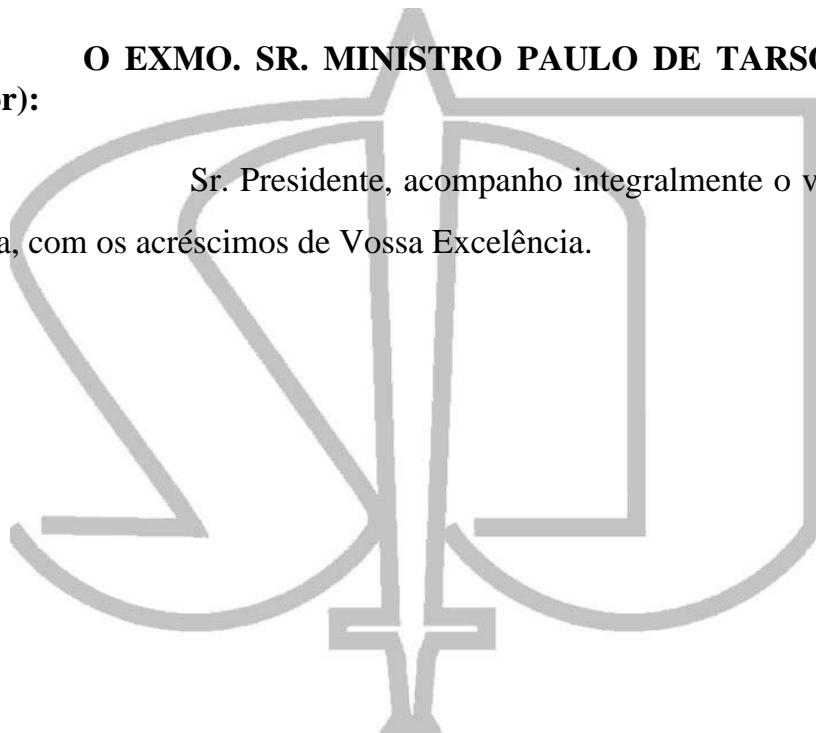 O EXMO. SR. MINISTRO PAULO DE TARSO
r):
Sr. Presidente, acompanho integralmente o v
a, com os acréscimos de Vossa Excelência.